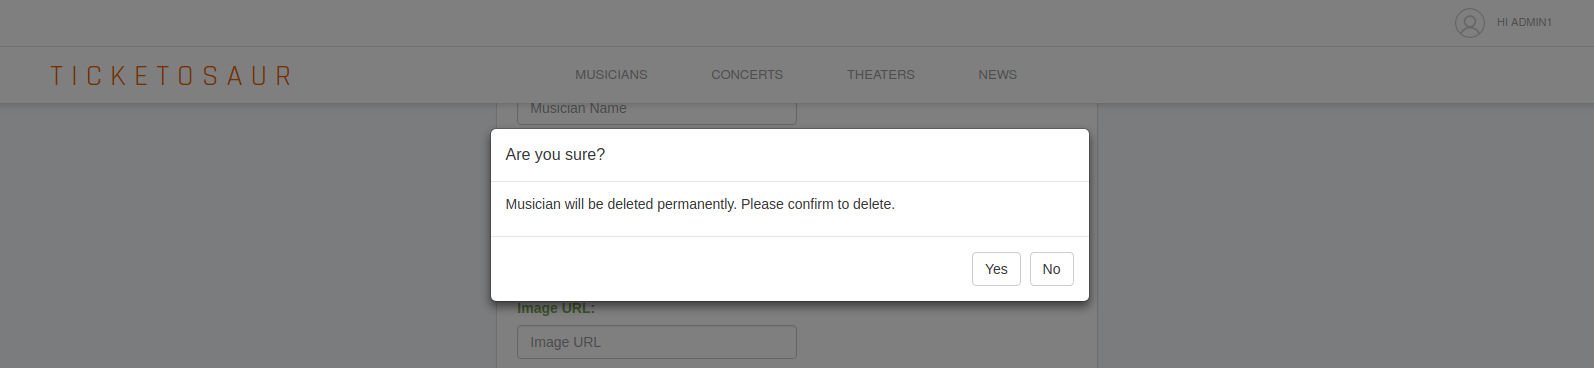 HI ADMIN1
TICKETOSAUR
MUSICIANS CONCERTS THEATERS NEWS
Musician Name
Are you sure?
Musician will be deleted permanently. Please confirm to delete.
Yes No
Image URL:
Image URL